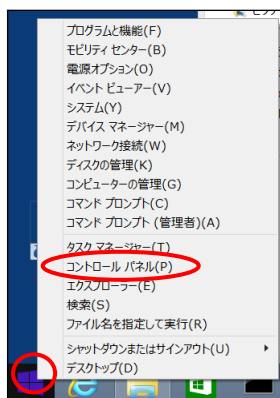 プログラムと機能(F)
モビリティ センター(B)
電源オプション(O)
イベント ビューアー(V)
システム(Y)
デバイス マネージャー(M)
ネットワーク接続(W)
ディスクの管理(K)
コンピューターの管理(G)
コマンド プロンプト(C)
コマンド プロンプト (管理者)(A)
タスク マネージャー(T)
コントロール パネル(P)
エクスプローラー(E)
検索(S)
ファイル名を指定して実行(R)
シャットダウンまたはサインアウト(U)
デスクトップ(D)